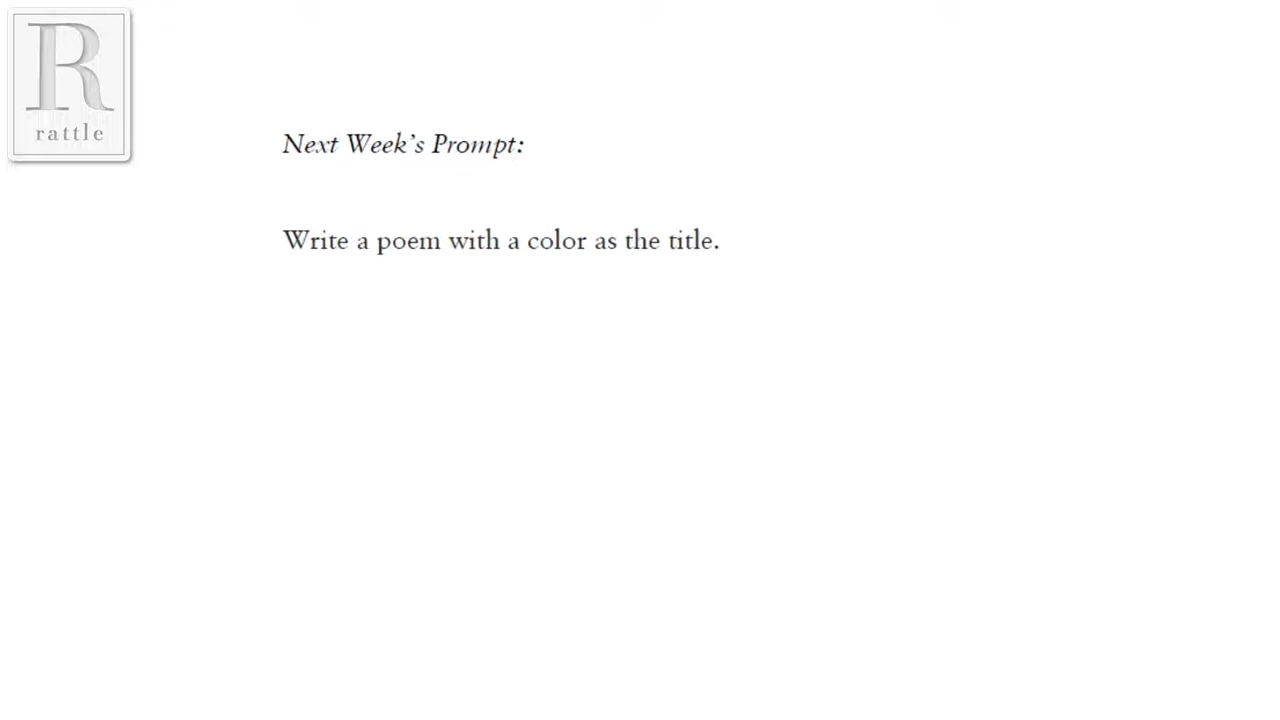 R
rattle
Next Week's Prompt:
Write a poem with a color as the title.